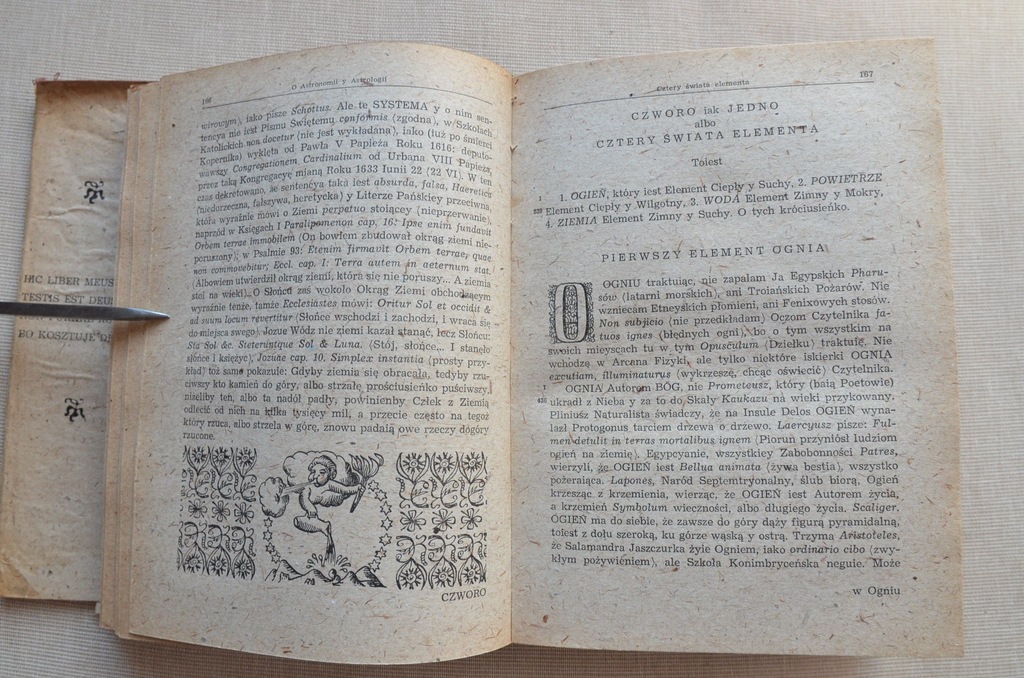 HIC LIBER MEUS
TESTIS EST DEUS
BO KOSZTUJE
166
O Astronomii y Astrologii
wirowym), iako pisze Schottus. Ale te SYSTEMA y o nim sen-
tencya nie iest Pismu Świętemu conformis (zgodna), w Szkołach
Katolickich non docetur (nie jest wykładana), iako (już po śmierci
Kopernika) wyklęta od Pawła V Papieża Roku 1616; deputo-
wawszy Congregationem Cardinalium od Urbana VIII Papieża,
przez taką Kongregacyę mianą Roku 1633 Iunii 22 (22 VI). W ten
czas dekretowano, że sentencya taka iest absurda, falsa, Haeretica
(niedorzeczna, fałszywa, heretycka) y Literze Pańskiey przeciwna,
która wyraźnie mówi o Ziemi perpetuo stoiącey (nieprzerwanie),
naprzód w Księgach I Paralipomenon cap. 16: Ipse enim fundavit
Orbem terrae immobilem (On bowiem zbudował okrąg ziemi nie-
poruszony); w Psalmie 93: Etenim firmavit Orbem terrae, quae
non commovebitur; Eccl. cap. I: Terra autem in aeternum stat.
(Albowiem utwierdził okrąg ziemi, która się nie poruszy... A ziemia
stoi na wieki). O Słońcu zaś wokoło Okrąg Ziemi obchodzącym
wyraźnie tenże, tamże Ecclesiastes mówi: Oritur Sol et occidit &
ad suum locum revertitur (Słońce wschodzi i zachodzi, i wraca się
do miejsca swego). Jozue Wódz nie ziemi kazał stanąć, lecz Słońcu:
Sta Sol &c. Steteruntque Sol & Luna. (Stój, słońce... I stanęło
słońce i księżyc), Jozuae cap. 10. Simplex instantia (prosty przy-
kład) toż samo pokazuie: Gdyby ziemia się obracała, tedyby rzu-
ciwszy kto kamień do góry, albo strzałę prościusieńko puściwszy,
niżeliby ten, albo ta nadół padły, powinienby Człek z Ziemią
odlecić od nich na kilka tysięcy mil, a przecie często na tegoż
który rzuca, albo strzela w górę, znowu padaią owe rzeczy dogóry
rzucone.
CZWORO
Cztery świata elementa
167
CZWORO iak JEDNO
albo
CZTERY ŚWIATA ELEMENTA
Toiest
1 1. OGIEŃ, który iest Element Ciepły y Suchy, 2. POWIETRZE
Element Ciepły y Wilgotny, 3. WODA Element Zimny y Mokry,
4. ZIEMIA Element Zimny y Suchy. O tych króciusieńko.
PIERWSZY ELEMENT OGNIA
O OGNIU traktuiąc, nie zapalam Ja Egypskich Pharu-
sów (latarni morskich), ani Troiańskich Pożarów. Nie
wzniecam Etneyskich płomieni, ani Fenixowych stosów.
Non subjicio (nie przedkładam) Oczom Czytelnika fa-
tuos ignes (błędnych ogni), bo o tym wszystkim na
swoich mieyscach tu w tym Opusculum (Dziełku) traktuię. Nie
wchodzę w Arcana Fizyki, ale tylko niektóre iskierki OGNIA
excutiam, illuminaturus (wykrzeszę, chcąc oświecić) Czytelnika.
1 OGNIA Autorem BÓG, nie Prometeusz, który (baią Poetowie)
ukradł z Nieba y za to do Skały Kaukazu na wieki przykowany.
Pliniusz Naturalista świadczy, że na Insule Delos OGIEŃ wyna-
lazł Protogonus tarciem drzewa o drzewo. Laercyusz pisze: Ful-
men detulit in terras mortalibus ignem (Piorun przyniósł ludziom
ogień na ziemię). Egypcyanie, wszystkiey Zabobonności Patres,
wierzyli, że OGIEŃ iest Bellua animata (żywa bestia), wszystko
pożeraiąca. Lapones, Naród Septemtryonalny, ślub biorą, Ogień
krzesząc z krzemienia, wierząc, że OGIEŃ iest Autorem życia,
a krzemień Symbolum wieczności, albo długiego życia. Scaliger.
OGIEŃ ma do siebie, że zawsze do góry dąży figurą pyramidalną,
toiest z dołu szeroką, ku górze wąską y ostrą. Trzyma Aristoteles,
że Salamandra Jaszczurka żyie Ogniem, iako ordinario cibo (zwy-
kłym pożywieniem), ale Szkoła Konimbryceńska neguie. Może
w Ogniu